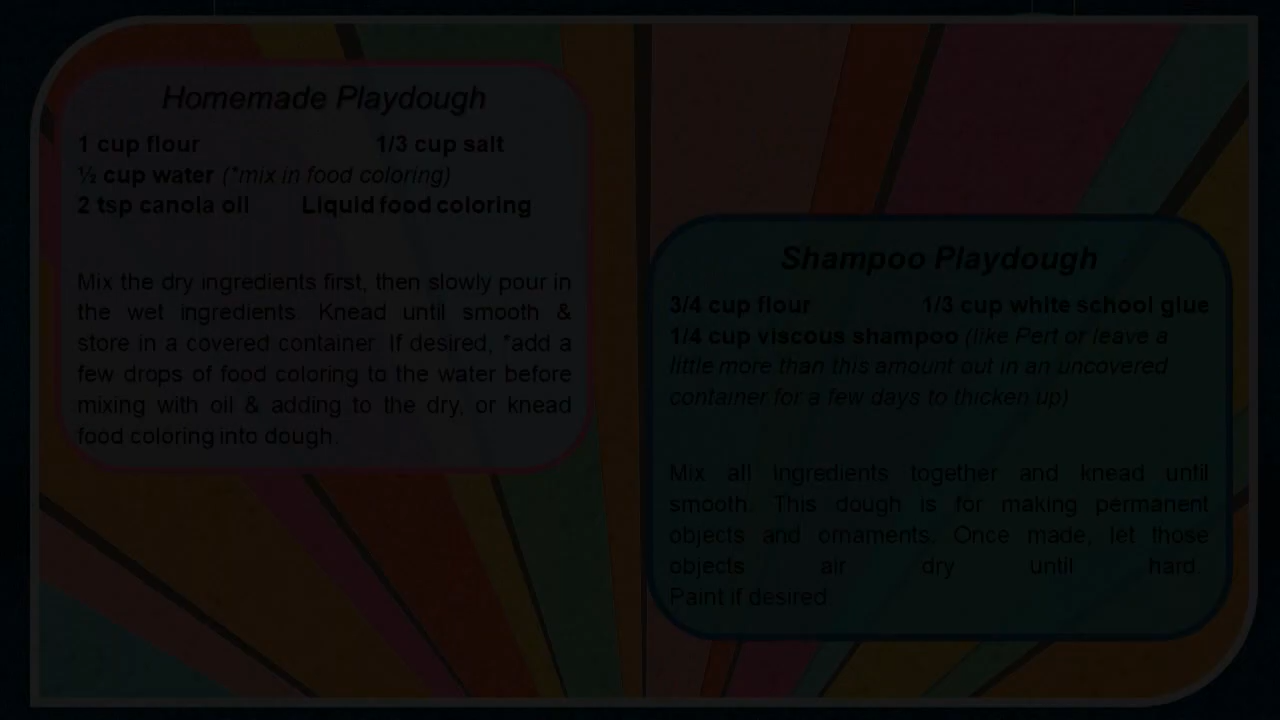 Homemade Playdough
1 cup flour 1/3 cup salt
½ cup water (*mix in food coloring)
2 tsp canola oil Liquid food coloring
Mix the dry ingredients first, then slowly pour in
the wet ingredients. Knead until smooth &
store in a covered container. If desired, *add a
few drops of food coloring to the water before
mixing with oil & adding to the dry, or knead
food coloring into dough.
Shampoo Playdough
3/4 cup flour 1/3 cup white school glue
1/4 cup viscous shampoo (like Pert or leave a
little more than this amount out in an uncovered
container for a few days to thicken up)
Mix all ingredients together and knead until
smooth. This dough is for making permanent
objects and ornaments. Once made, let those
objects air dry until hard.
Paint if desired